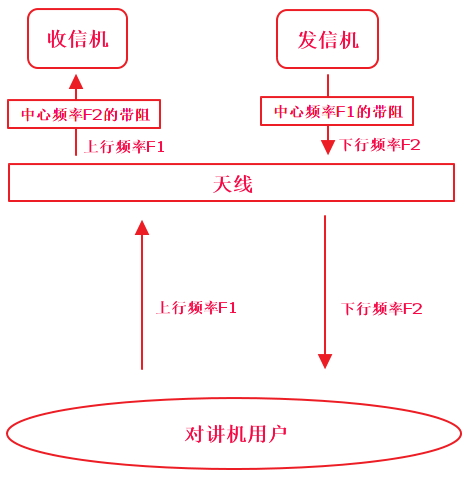 收信机
发信机
中心频率F2的带阻
中心频率F1的带阻
上行频率F1
下行频率F2
天线
上行频率F1
下行频率F2
对讲机用户